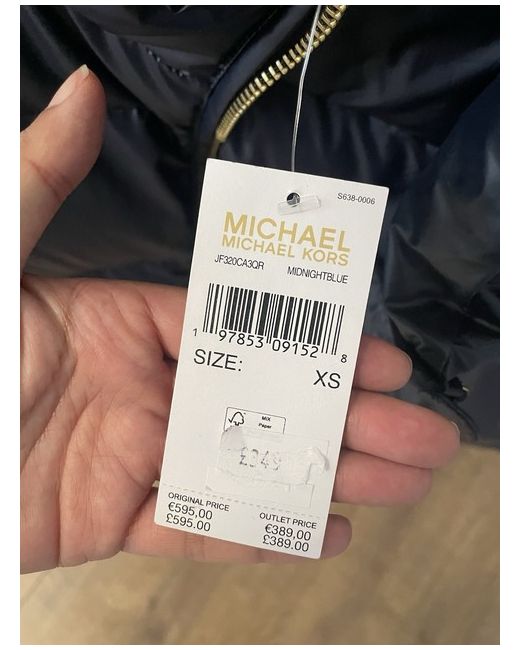 S638-0006
MICHAEL
MICHAEL KORS
JF320CA3QR MIDNIGHTBLUE
1 97853 09152 8
SIZE: XS
MIX
Paper
ORIGINAL PRICE
€595,00
£595.00
OUTLET PRICE
€389,00
£389.00